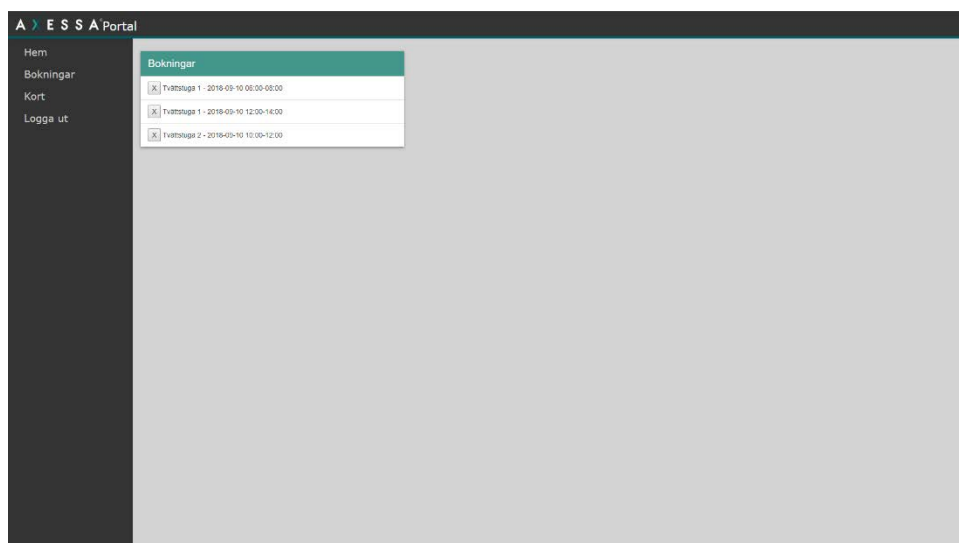 AXESSA Portal
Hem
Bokningar
Kort
Logga ut
Bokningar
X Tvättstuga 1 - 2018-09-10 06:00-08:00
X Tvättstuga 1 - 2018-09-10 12:00-14:00
X Tvättstuga 2 - 2018-09-10 10:00-12:00